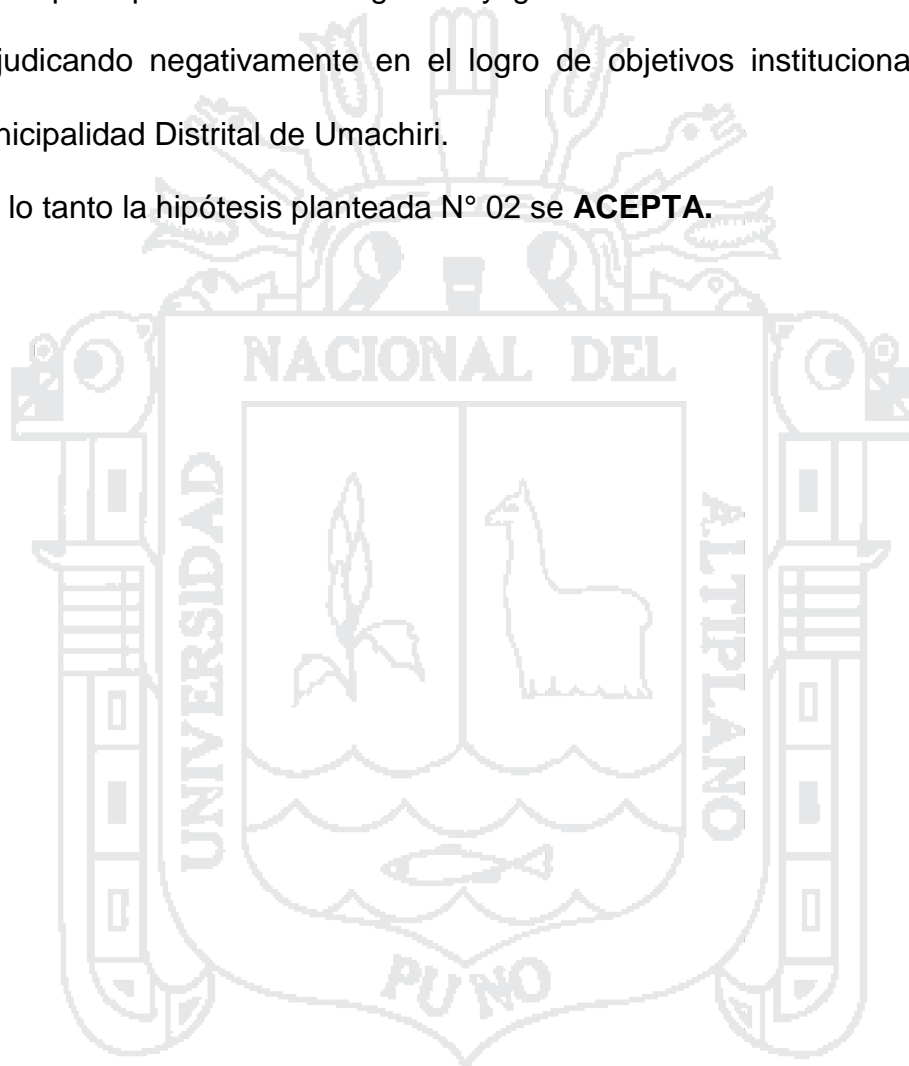 judicando negativamente en el logro de objetivos instituciona
nicipalidad Distrital de Umachiri.
lo tanto la hipótesis planteada N° 02 se ACEPTA.
NACIONAL DEL
UNIVERSIDAD
ALTIPLANO
PUNO